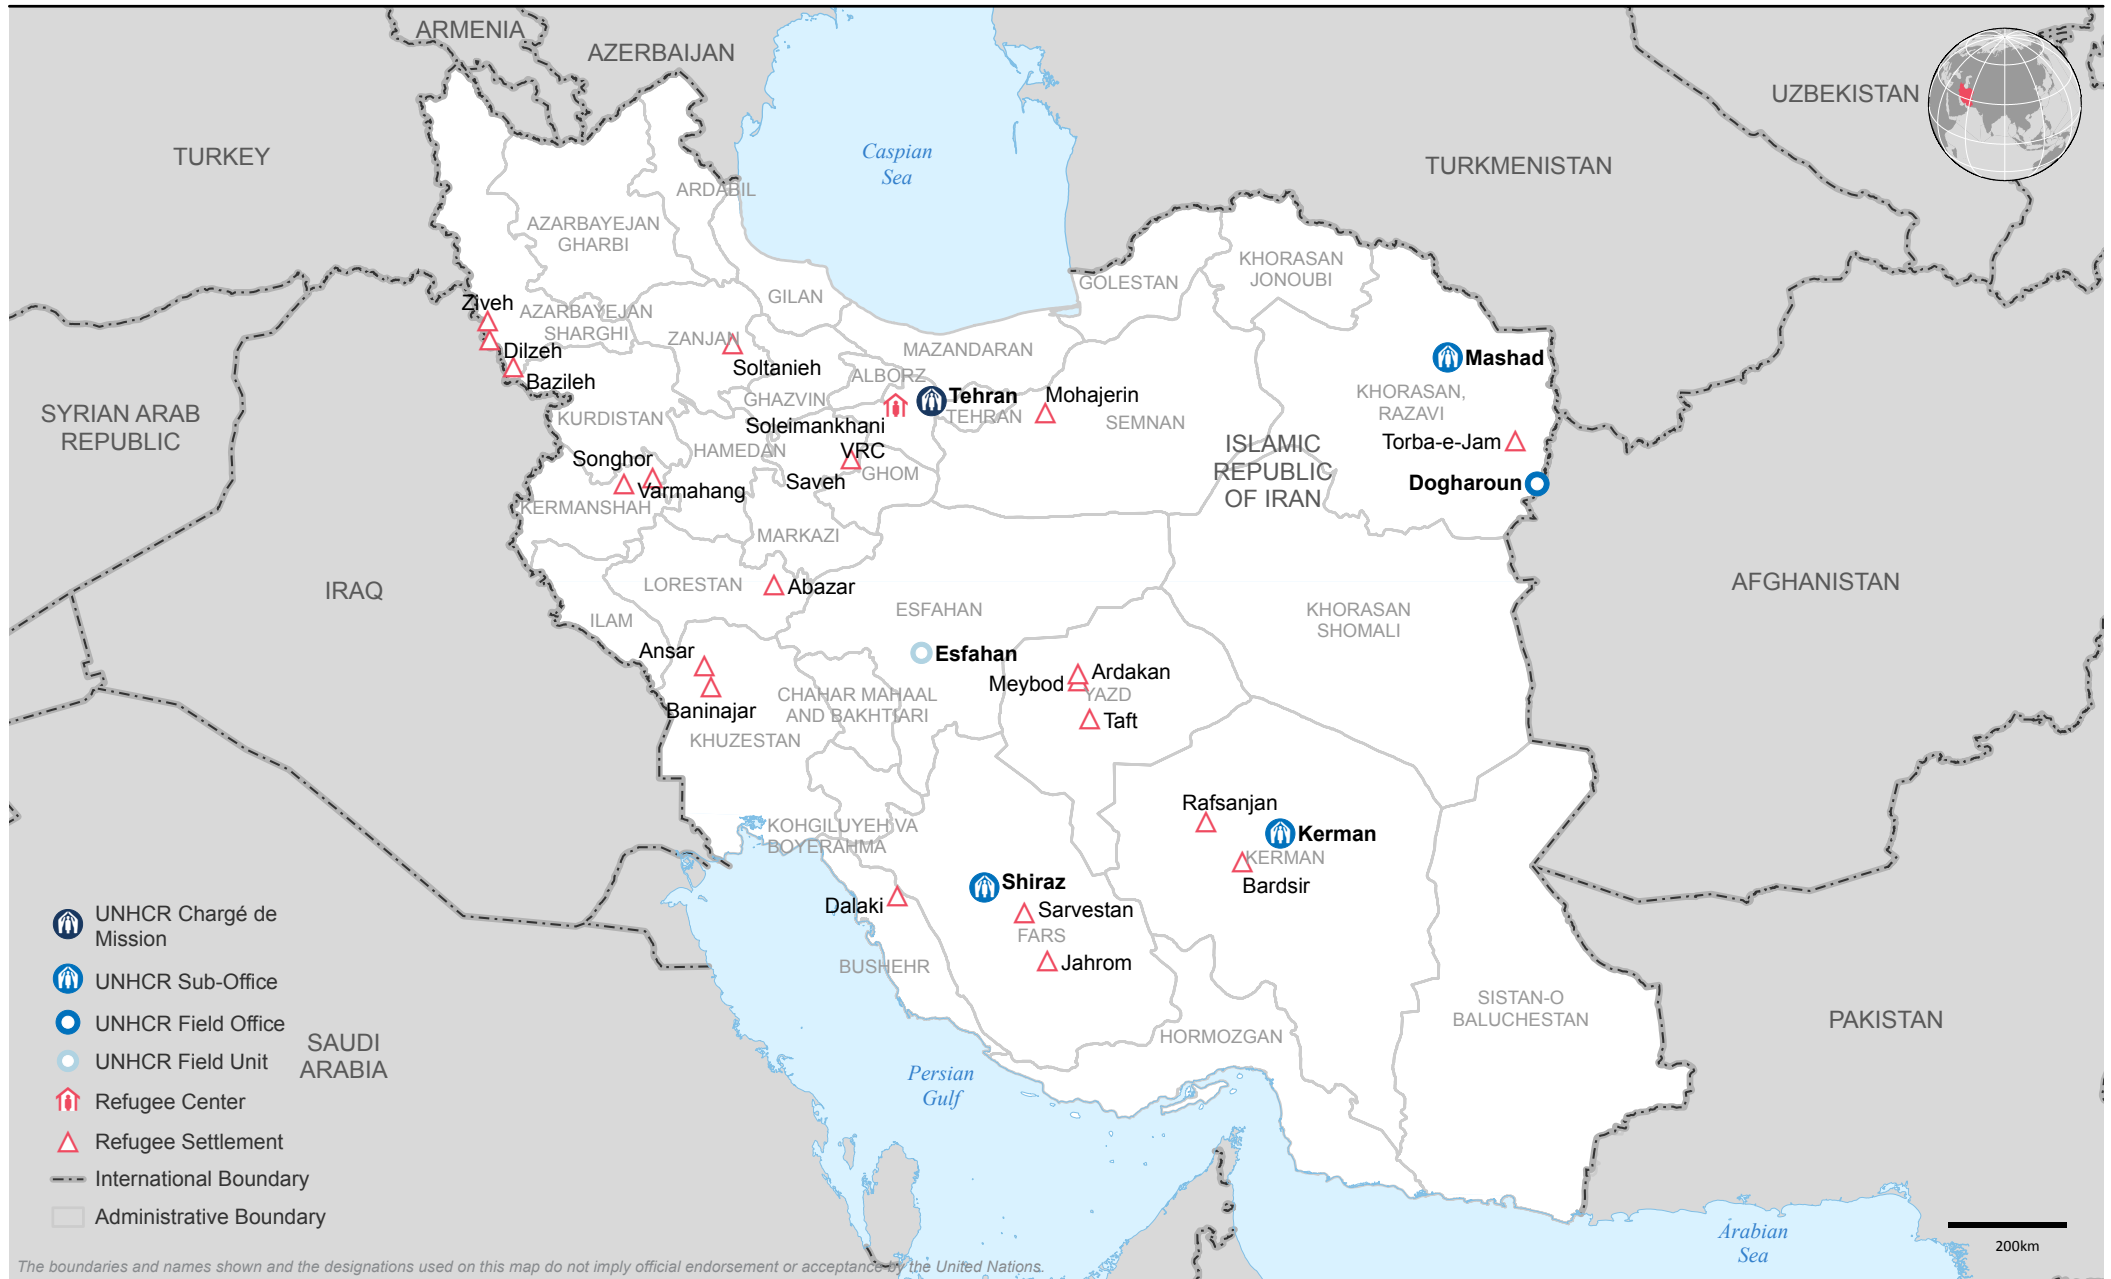 ARMENIA
AZERBAIJAN
UZBEKISTAN
TURKEY
Caspian
Sea
TURKMENISTAN
ARDABIL
AZARBAYEJAN
GHARBI
KHORASAN
JONOUBI
GOLESTAN
GILAN
Ziveh
AZARBAYEJAN
SHARGHI
ZANJAN
Dilzeh
Bazileh
Soltanieh
MAZANDARAN
Mashad
ALBORZ
GHAZVIN
Tehran
TEHRAN
Mohajerin
SEMNAN
KHORASAN,
RAZAVI
SYRIAN ARAB
REPUBLIC
KURDISTAN
Soleimankhani
HAMEDAN
VRC
GHOM
Saveh
ISLAMIC
REPUBLIC
OF IRAN
Torba-e-Jam
Dogharoun
Songhor
Varmahang
KERMANSHAH
MARKAZI
IRAQ
LORESTAN
Abazar
AFGHANISTAN
ILAM
ESFAHAN
KHORASAN
SHOMALI
Ansar
Esfahan
Baninajar
CHAHAR MAHAAL
AND BAKHTIARI
Ardakan
Meybod
YAZD
Taft
KHUZESTAN
Rafsanjan
KOHGILUYEH VA
BOYERAHMA
Kerman
KERMAN
Bardsir
Shiraz
Dalaki
Sarvestan
FARS
Jahrom
BUSHEHR
SISTAN-O
BALUCHESTAN
PAKISTAN
HORMOZGAN
SAUDI
ARABIA
Persian
Gulf
Arabian
Sea
UNHCR Chargé de
Mission
UNHCR Sub-Office
UNHCR Field Office
UNHCR Field Unit
Refugee Center
Refugee Settlement
International Boundary
Administrative Boundary
200km
The boundaries and names shown and the designations used on this map do not imply official endorsement or acceptance by the United Nations.